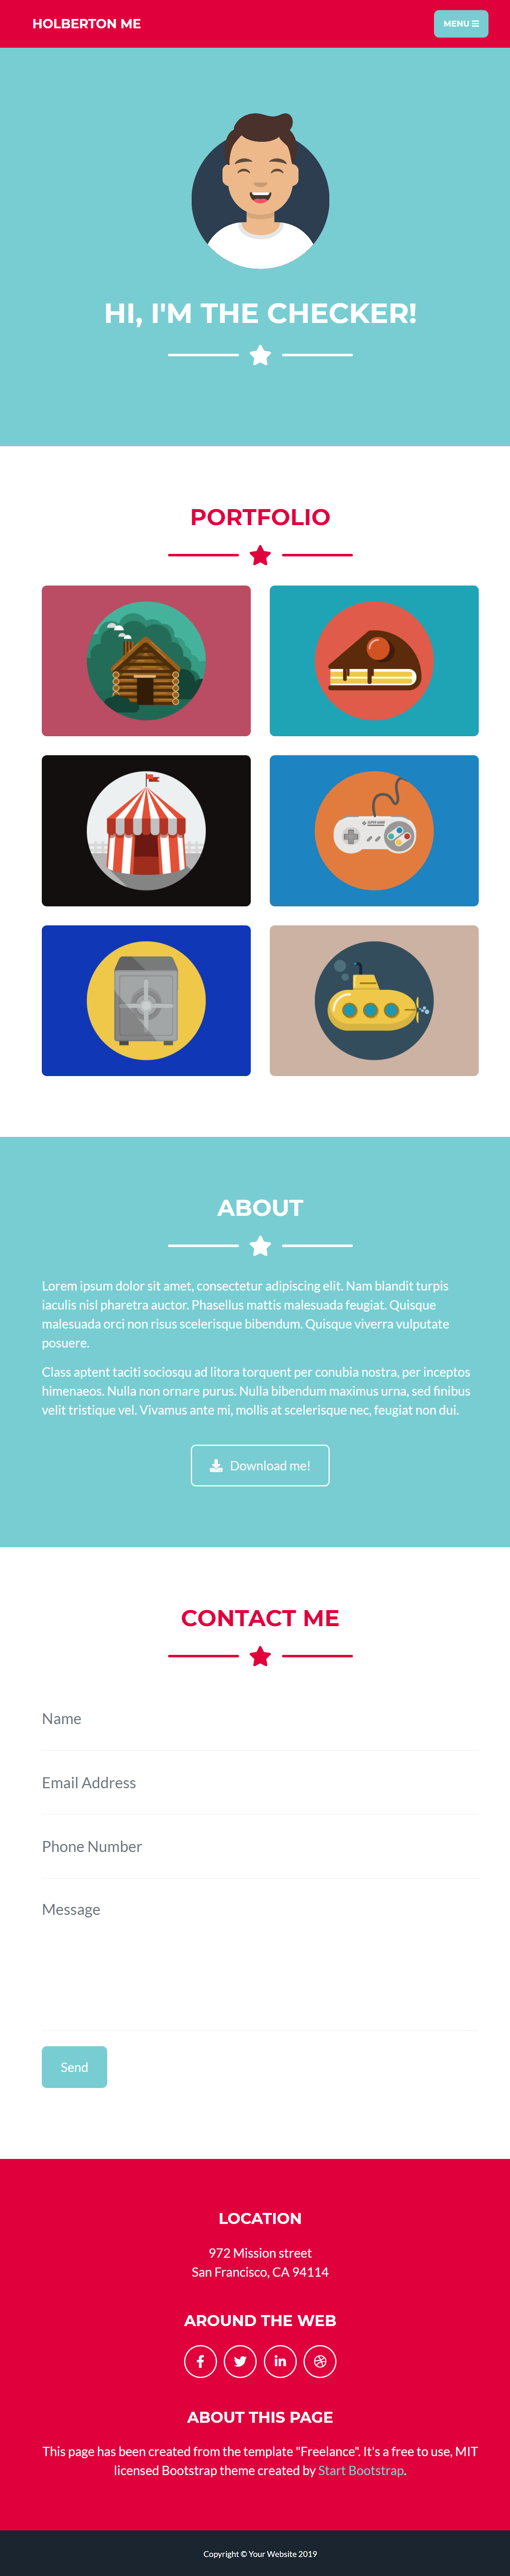 HOLBERTON ME
MENU
HI, I'M THE CHECKER!
PORTFOLIO
SUPER GAME
ABOUT
Lorem ipsum dolor sit amet, consectetur adipiscing elit. Nam blandit turpis
iaculis nisl pharetra auctor. Phasellus mattis malesuada feugiat. Quisque
malesuada orci non risus scelerisque bibendum. Quisque viverra vulputate
posuere.
Class aptent taciti sociosqu ad litora torquent per conubia nostra, per inceptos
himenaeos. Nulla non ornare purus. Nulla bibendum maximus urna, sed finibus
velit tristique vel. Vivamus ante mi, mollis at scelerisque nec, feugiat non dui.
Download me!
CONTACT ME
Name
Email Address
Phone Number
Message
Send
LOCATION
972 Mission street
San Francisco, CA 94114
AROUND THE WEB
ABOUT THIS PAGE
This page has been created from the template "Freelance". It's a free to use, MIT
licensed Bootstrap theme created by Start Bootstrap.
Copyright © Your Website 2019